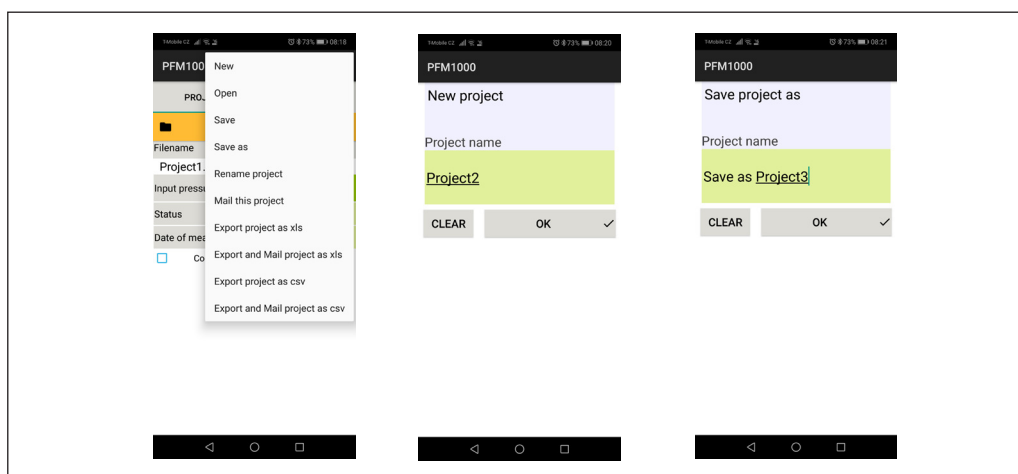 T-Mobile CZ 73% 08:18
PFM100
New
Open
PRO
Save
Save as
Filename
Project1.
Rename project
Input pressu
Mail this project
Status
Export project as xls
Date of mea
Co
Export and Mail project as xls
Export project as csv
Export and Mail project as csv
T-Mobile CZ 73% 08:20
PFM1000
New project
Project name
Project2
CLEAR OK
T-Mobile CZ 73% 08:21
PFM1000
Save project as
Project name
Save as Project3
CLEAR OK